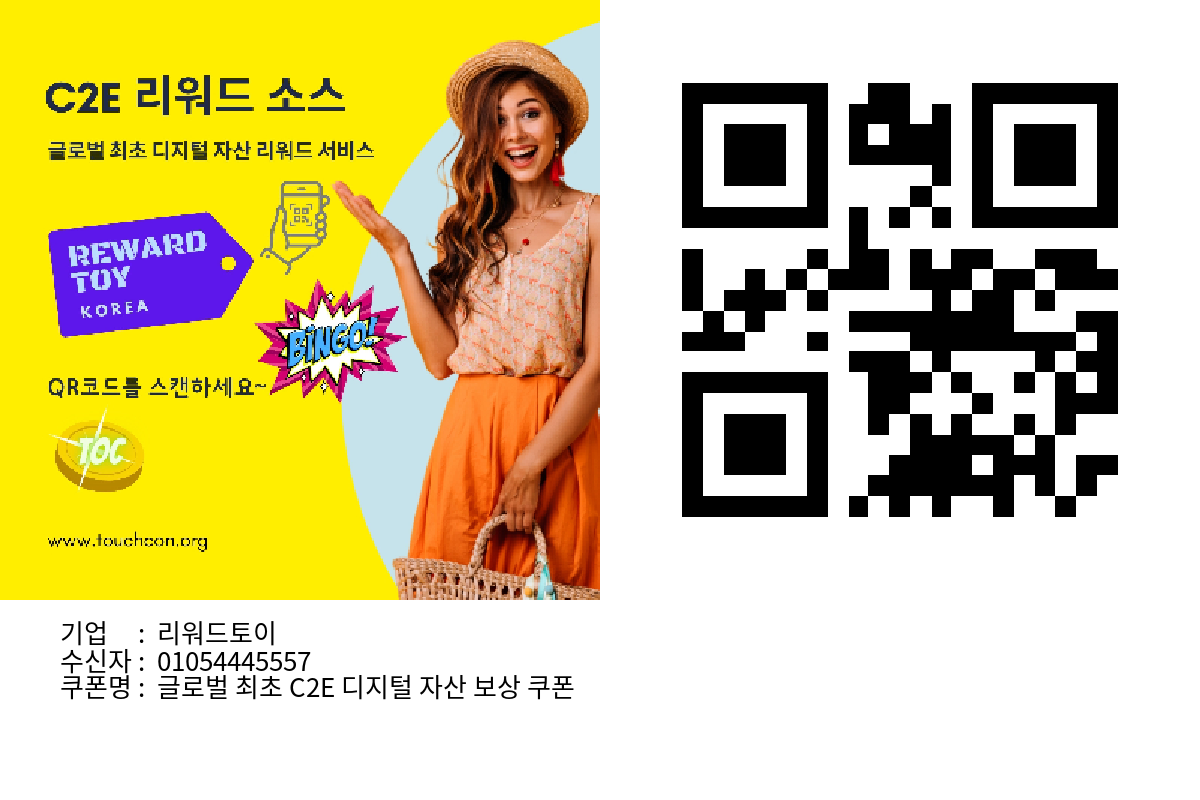 C2E 리워드 소스
글로벌 최초 디지털 자산 리워드 서비스
REWARD
TOY
KOREA
BINGO!
QR코드를 스캔하세요~
TOC
www.touchcon.org
기업 : 리워드토이
수신자 : 01054445557
쿠폰명 : 글로벌 최초 C2E 디지털 자산 보상 쿠폰